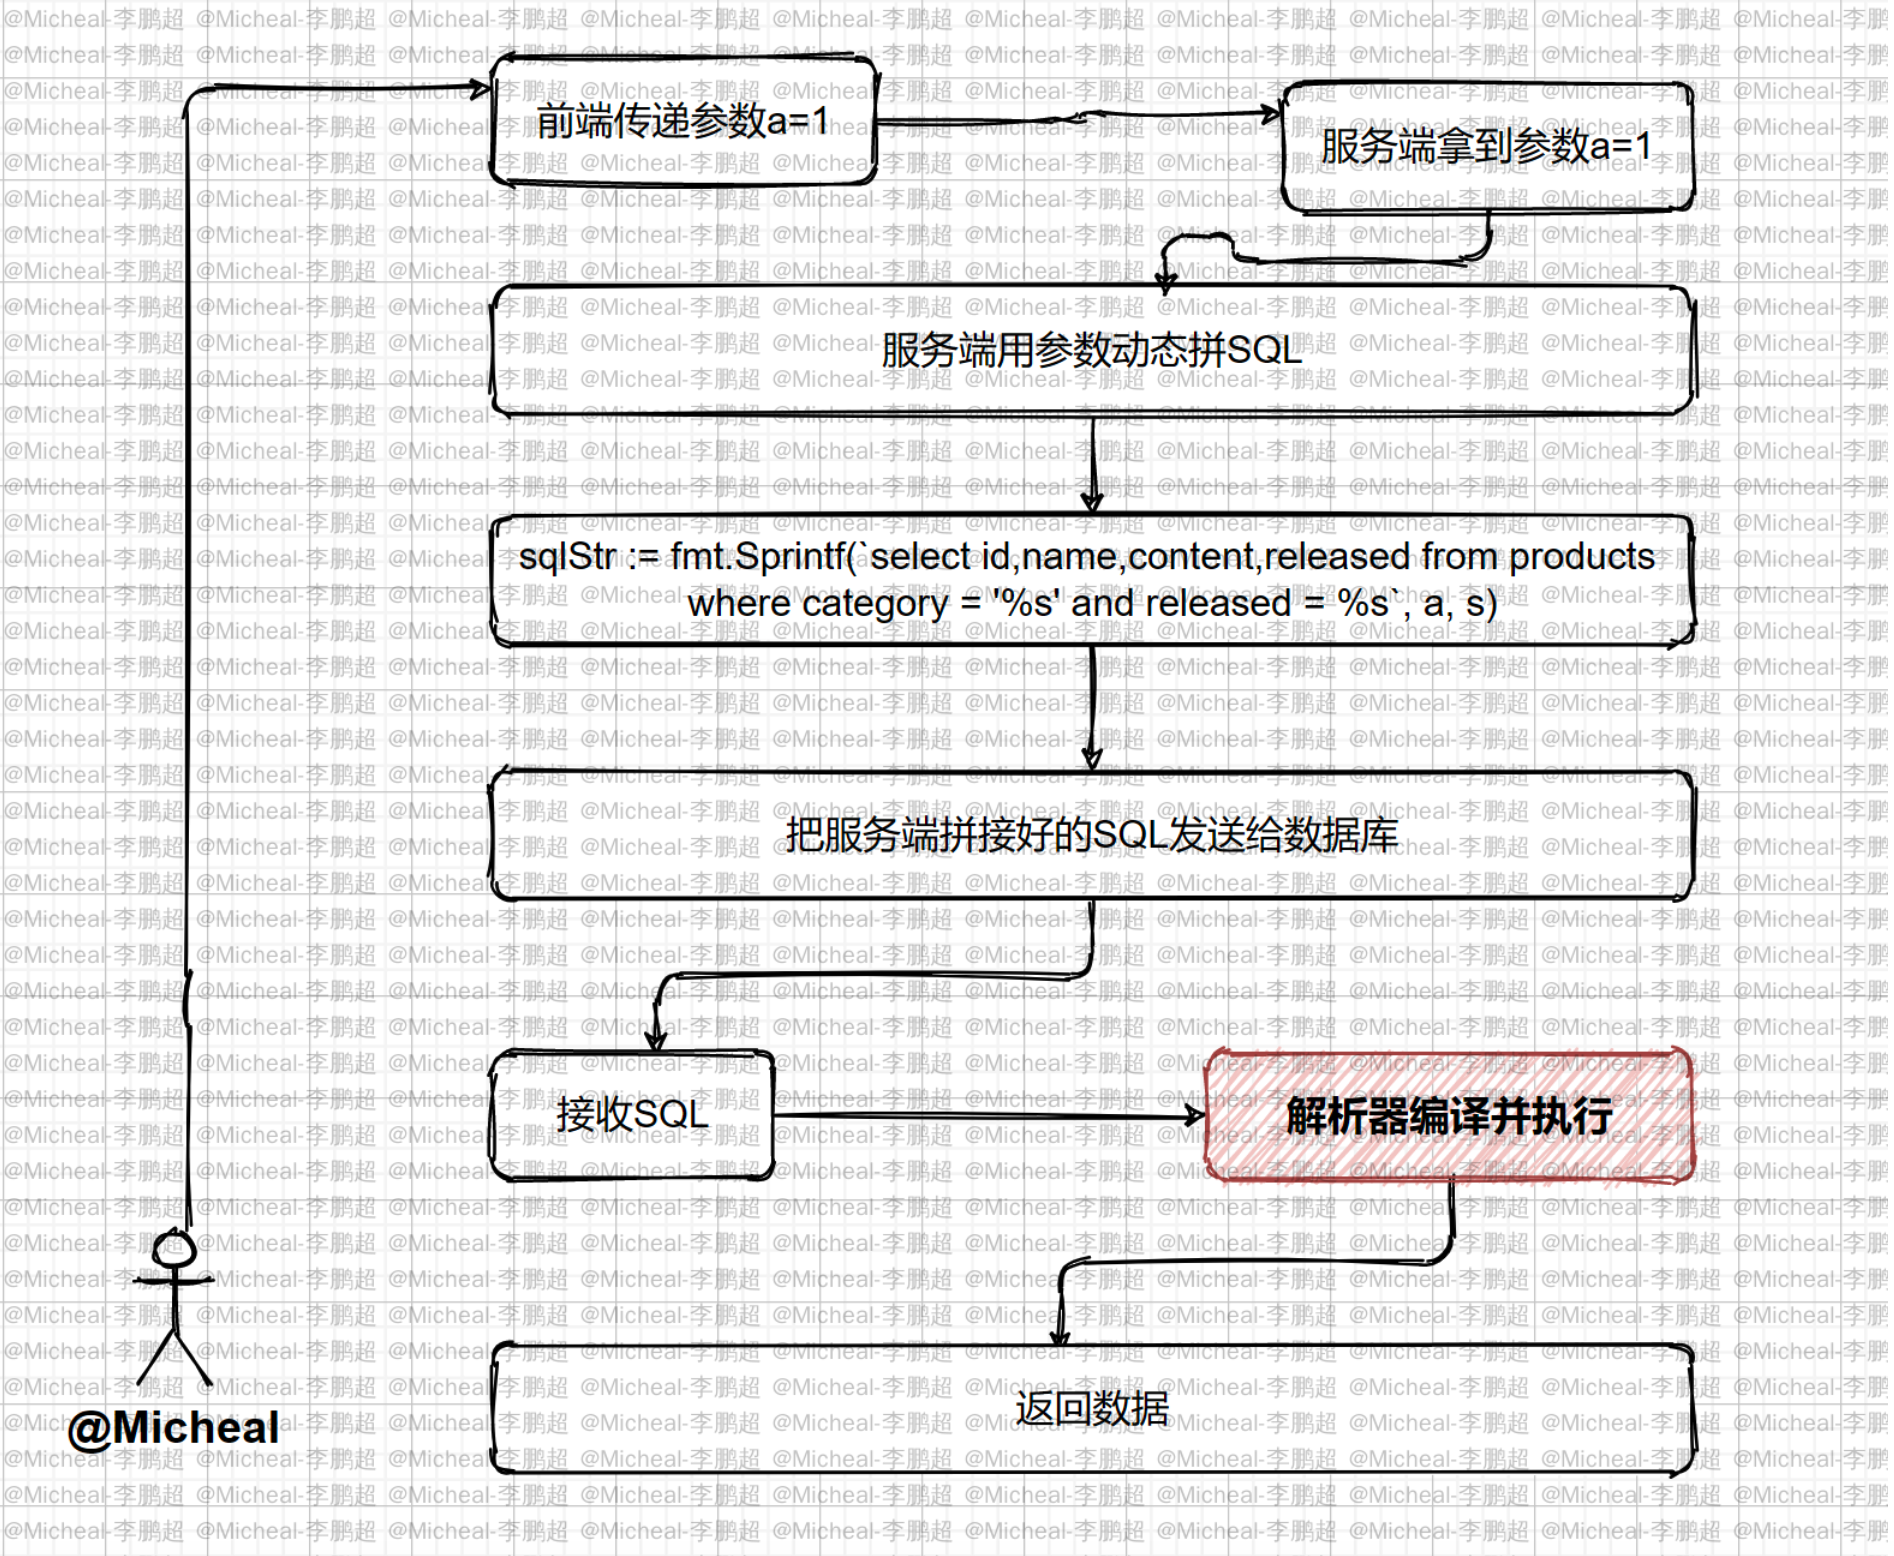 前端传递参数a=1
服务端拿到参数a=1
服务端用参数动态拼SQL
sqlStr := fmt.Sprintf(`select id,name,content,released from products
where category = '%s' and released = %s`, a, s)
把服务端拼接好的SQL发送给数据库
接收SQL
解析器编译并执行
返回数据
@Micheal
@Micheal-李鹏超